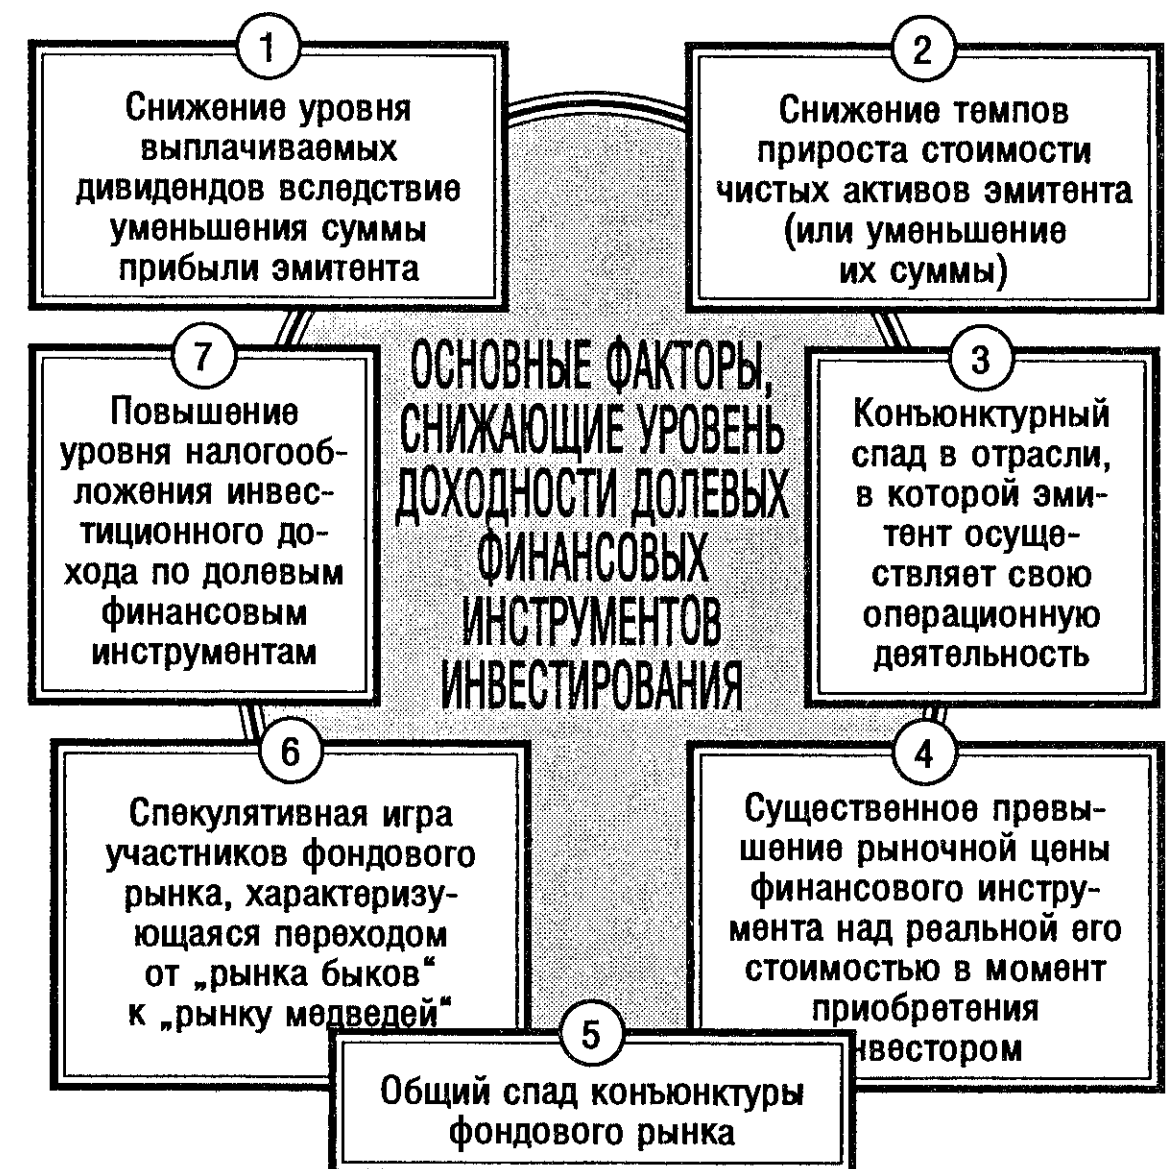 1
Снижение уровня
выплачиваемых
дивидендов вследствие
уменьшения суммы
прибыли эмитента
2
Снижение темпов
прироста стоимости
чистых активов эмитента
(или уменьшение
их суммы)
ОСНОВНЫЕ ФАКТОРЫ,
СНИЖАЮЩИЕ УРОВЕНЬ
ДОХОДНОСТИ ДОЛЕВЫХ
ФИНАНСОВЫХ
ИНСТРУМЕНТОВ
ИНВЕСТИРОВАНИЯ
3
Конъюнктурный
спад в отрасли,
в которой эми-
тент осуще-
ствляет свою
операционную
деятельность
4
Существенное превы-
шение рыночной цены
финансового инстру-
мента над реальной его
стоимостью в момент
приобретения
нвестором
5
Общий спад конъюнктуры
фондового рынка
6
Спекулятивная игра
участников фондового
рынка, характеризу-
ющаяся переходом
от „рынка быков“
к „рынку медведей“
7
Повышение
уровня налогооб-
ложения инвес-
тиционного до-
хода по долевым
финансовым
инструментам